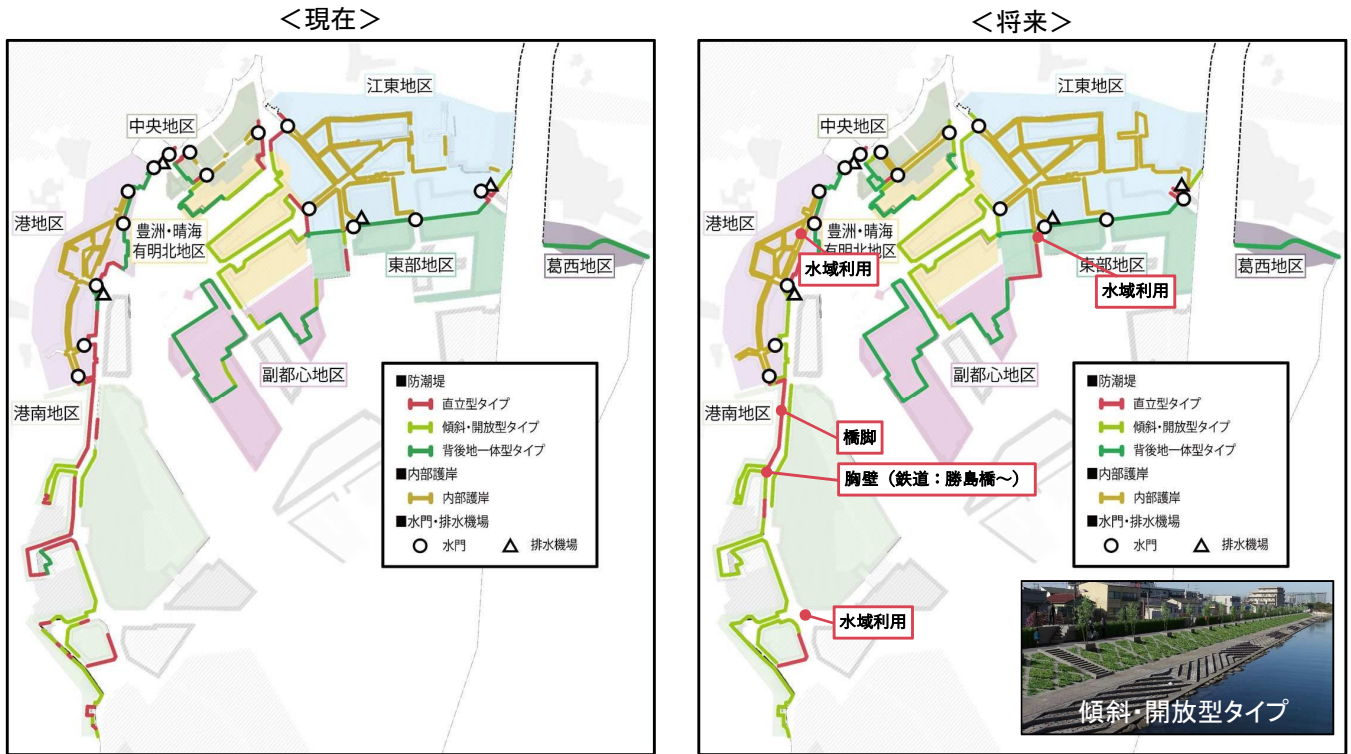 ＜現在＞
江東地区
中央地区
港地区
豊洲・晴海
有明北地区
東部地区
葛西地区
副都心地区
港南地区
■防潮堤
直立型タイプ
傾斜・開放型タイプ
背後地一体型タイプ
■内部護岸
内部護岸
■水門・排水機場
水門
排水機場
＜将来＞
江東地区
中央地区
港地区
豊洲・晴海
有明北地区
水域利用
東部地区
水域利用
葛西地区
副都心地区
港南地区
橋脚
胸壁（鉄道：勝島橋～）
水域利用
■防潮堤
直立型タイプ
傾斜・開放型タイプ
背後地一体型タイプ
■内部護岸
内部護岸
■水門・排水機場
水門
排水機場
傾斜・開放型タイプ